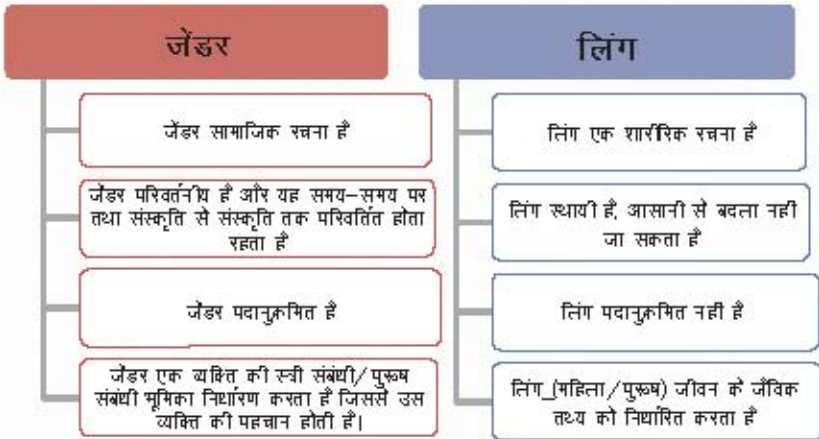 जेंडर
जेंडर सामाजिक रचना है
जेंडर परिवर्तनीय है और यह समय–समय पर
तथा संस्कृति से संस्कृति तक परिवर्तित होता
रहता है
जेंडर पदानुक्रमित है
जेंडर एक व्यक्ति की स्त्री संबंधी/पुरूष
संबंधी भूमिका निर्धारण करता है जिससे उस
व्यक्ति की पहचान होती है।
लिंग
लिंग एक शारीरिक रचना है
लिंग स्थायी है, आसानी से बदला नहीं
जा सकता है
लिंग पदानुक्रमित नहीं है
लिंग (महिला/पुरूष) जीवन के जैविक
तथ्य को निर्धारित करता है